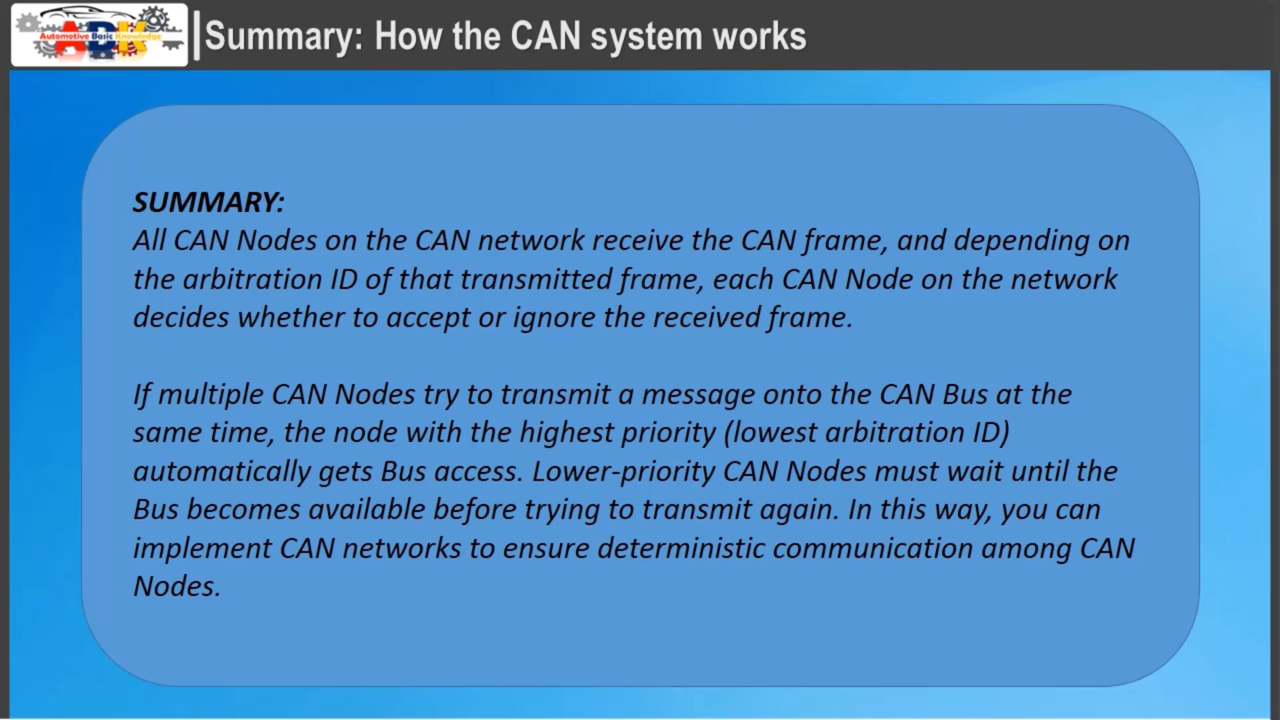 Automotive Basic Knowledge
ABK
Summary: How the CAN system works
SUMMARY:
All CAN Nodes on the CAN network receive the CAN frame, and depending on
the arbitration ID of that transmitted frame, each CAN Node on the network
decides whether to accept or ignore the received frame.
If multiple CAN Nodes try to transmit a message onto the CAN Bus at the
same time, the node with the highest priority (lowest arbitration ID)
automatically gets Bus access. Lower-priority CAN Nodes must wait until the
Bus becomes available before trying to transmit again. In this way, you can
implement CAN networks to ensure deterministic communication among CAN
Nodes.